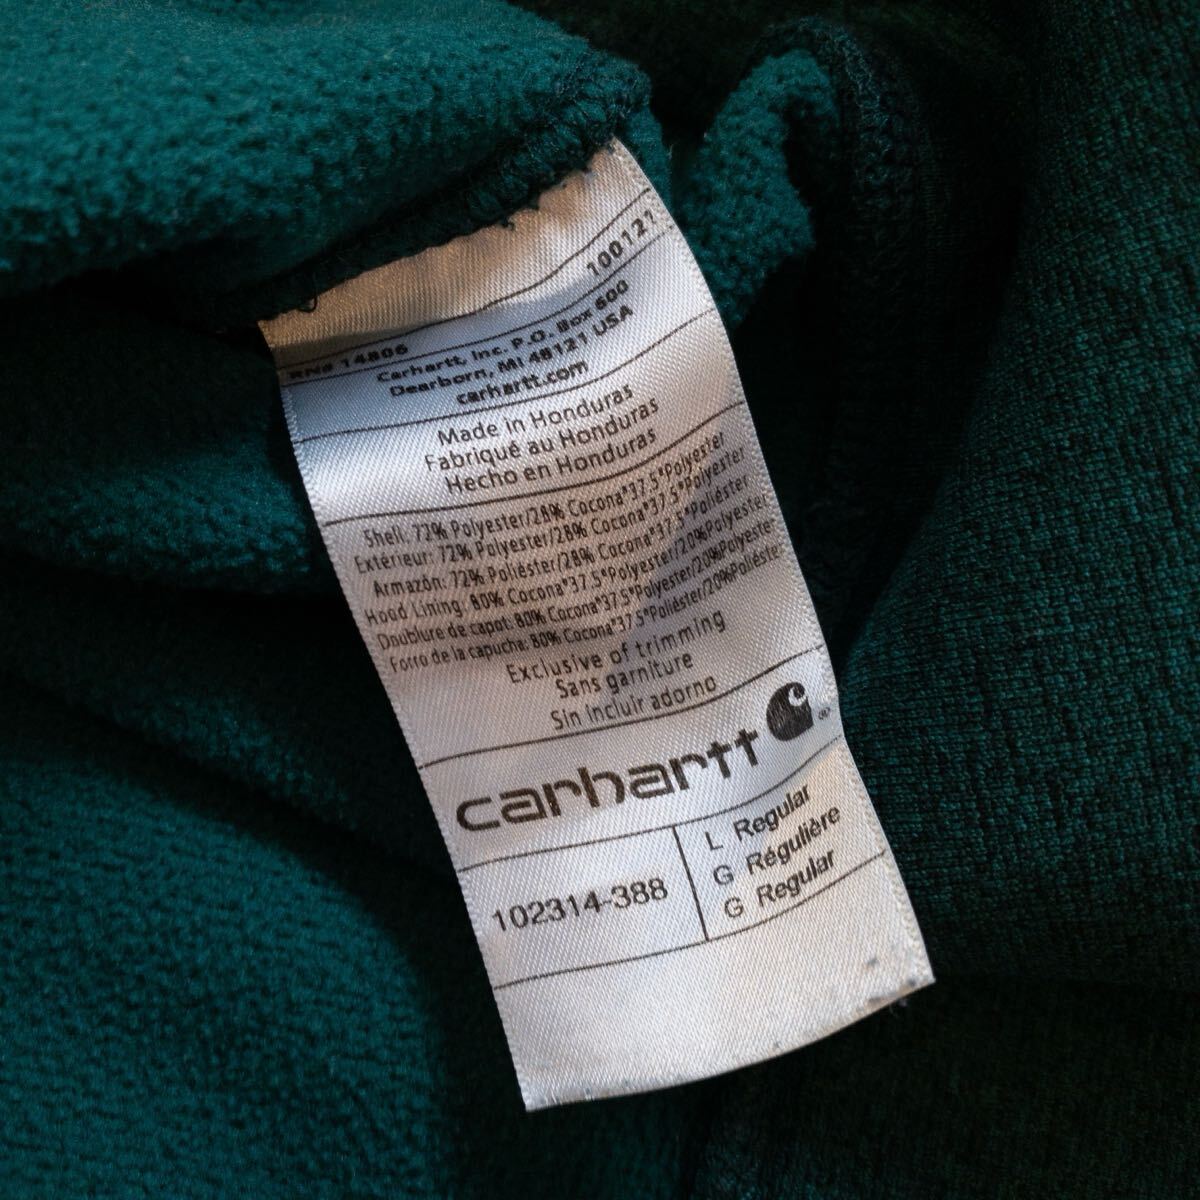 100121
RN# 14806
Carhartt, Inc. P.O. Box 600
Dearborn, MI 48121 USA
carhartt.com
Made in Honduras
Fabriqué au Honduras
Hecho en Honduras
Shell: 72% Polyester/28% Cocona®37.5®Polyester
Extérieur: 72% Polyester/28% Cocona®37.5®Polyester
Armazón: 72% Poliéster/28% Cocona®37.5®Poliéster
Hood Lining: 80% Cocona®37.5®Polyester/20%Polyester
Doublure de capot: 80% Cocona®37.5®Polyester/20%Polyester
Forro de la capucha: 80% Cocona®37.5®Poliéster/20%Poliéster
Exclusive of trimming
Sans garniture
Sin incluir adorno
carhartt ®
102314-388
L Regular
G Régulière
G Regular